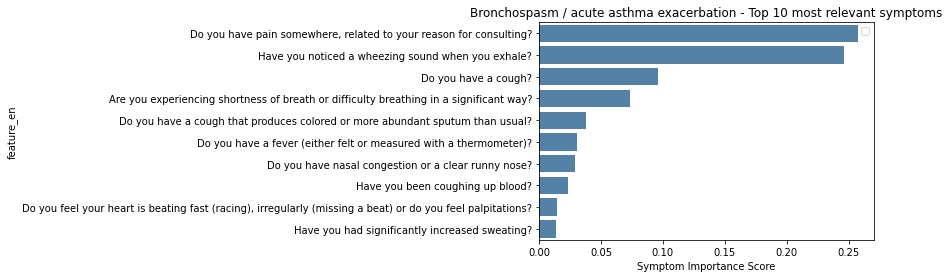 Bronchospasm / acute asthma exacerbation - Top 10 most relevant symptoms
feature_en
Do you have pain somewhere, related to your reason for consulting?
Have you noticed a wheezing sound when you exhale?
Do you have a cough?
Are you experiencing shortness of breath or difficulty breathing in a significant way?
Do you have a cough that produces colored or more abundant sputum than usual?
Do you have a fever (either felt or measured with a thermometer)?
Do you have nasal congestion or a clear runny nose?
Have you been coughing up blood?
Do you feel your heart is beating fast (racing), irregularly (missing a beat) or do you feel palpitations?
Have you had significantly increased sweating?
0.00 0.05 0.10 0.15 0.20 0.25
Symptom Importance Score